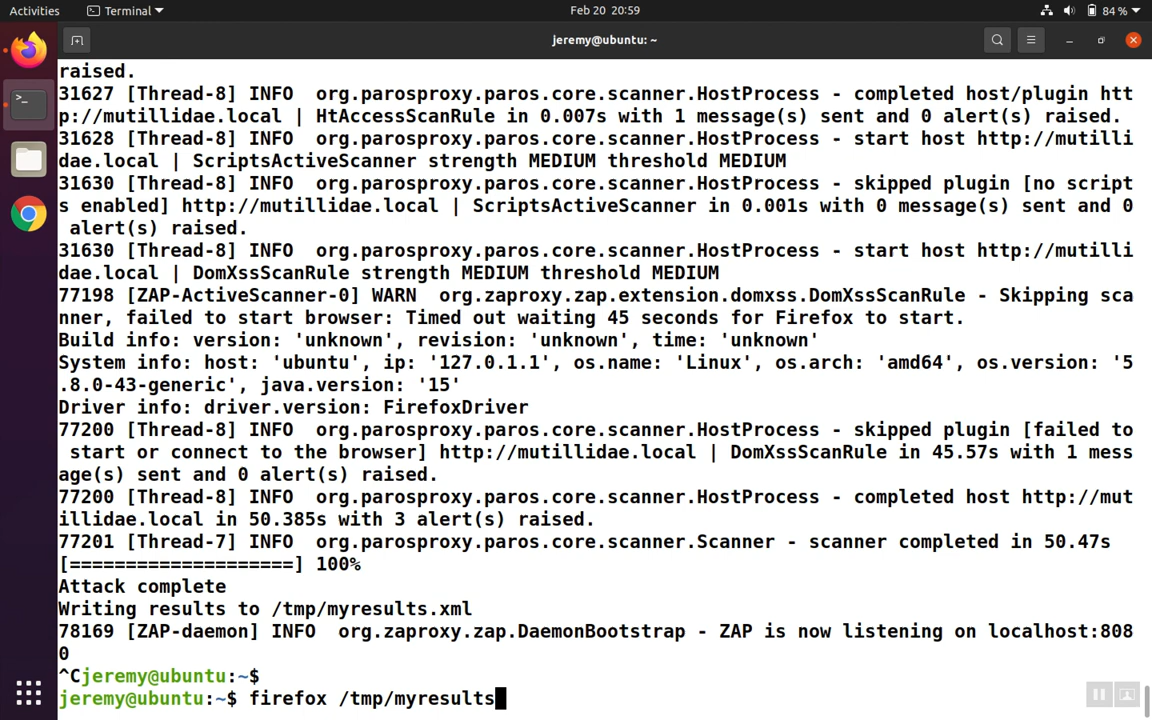 Activities
Terminal
Feb 20 20:59
84 %
jeremy@ubuntu: ~
raised.
31627 [Thread-8] INFO  org.parosproxy.paros.core.scanner.HostProcess - completed host/plugin htt
p://mutillidae.local | HtAccessScanRule in 0.007s with 1 message(s) sent and 0 alert(s) raised.
31628 [Thread-8] INFO  org.parosproxy.paros.core.scanner.HostProcess - start host http://mutilli
dae.local | ScriptsActiveScanner strength MEDIUM threshold MEDIUM
31630 [Thread-8] INFO  org.parosproxy.paros.core.scanner.HostProcess - skipped plugin [no script
s enabled] http://mutillidae.local | ScriptsActiveScanner in 0.001s with 0 message(s) sent and 0
 alert(s) raised.
31630 [Thread-8] INFO  org.parosproxy.paros.core.scanner.HostProcess - start host http://mutilli
dae.local | DomXssScanRule strength MEDIUM threshold MEDIUM
77198 [ZAP-ActiveScanner-0] WARN  org.zaproxy.zap.extension.domxss.DomXssScanRule - Skipping sca
nner, failed to start browser: Timed out waiting 45 seconds for Firefox to start.
Build info: version: 'unknown', revision: 'unknown', time: 'unknown'
System info: host: 'ubuntu', ip: '127.0.1.1', os.name: 'Linux', os.arch: 'amd64', os.version: '5
.8.0-43-generic', java.version: '15'
Driver info: driver.version: FirefoxDriver
77200 [Thread-8] INFO  org.parosproxy.paros.core.scanner.HostProcess - skipped plugin [failed to
 start or connect to the browser] http://mutillidae.local | DomXssScanRule in 45.57s with 1 mess
age(s) sent and 0 alert(s) raised.
77200 [Thread-8] INFO  org.parosproxy.paros.core.scanner.HostProcess - completed host http://mut
illidae.local in 50.385s with 3 alert(s) raised.
77201 [Thread-7] INFO  org.parosproxy.paros.core.scanner.Scanner - scanner completed in 50.47s
[====================] 100%
Attack complete
Writing results to /tmp/myresults.xml
78169 [ZAP-daemon] INFO  org.zaproxy.zap.DaemonBootstrap - ZAP is now listening on localhost:808
0
^Cjeremy@ubuntu:~$
jeremy@ubuntu:~$ firefox /tmp/myresults